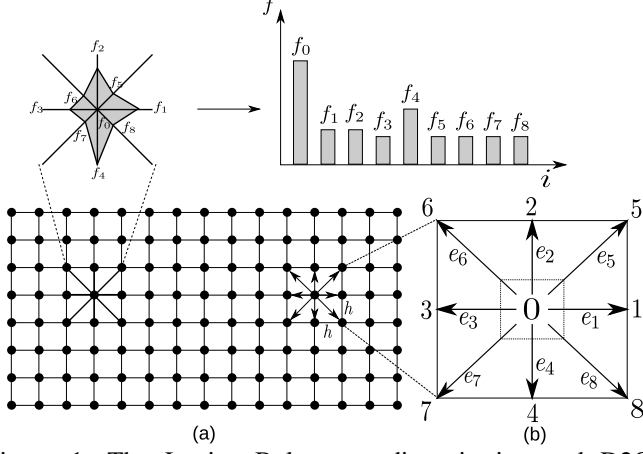 f
f0
f1 f2 f3 f4 f5 f6 f7 f8
i
f2
f6 f5
f3 f0 f1
f7 f8
f4
h
h
6 2 5
e6 e2 e5
3 0 1
e3 e1
e7 e4 e8
7 4 8
(a) (b)